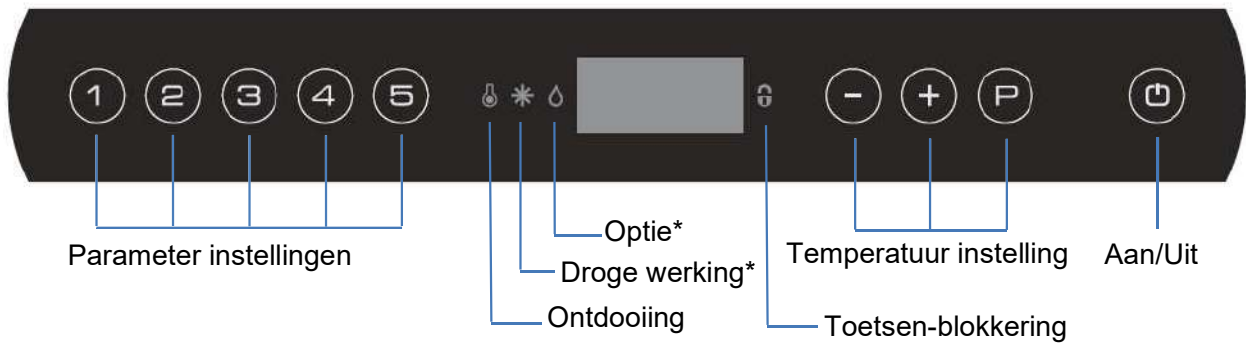 1 2 3 4 5 - + P
Optie*
Parameter instellingen
Temperatuur instelling
Aan/Uit
Droge werking*
Ontdooiing
Toetsen-blokkering